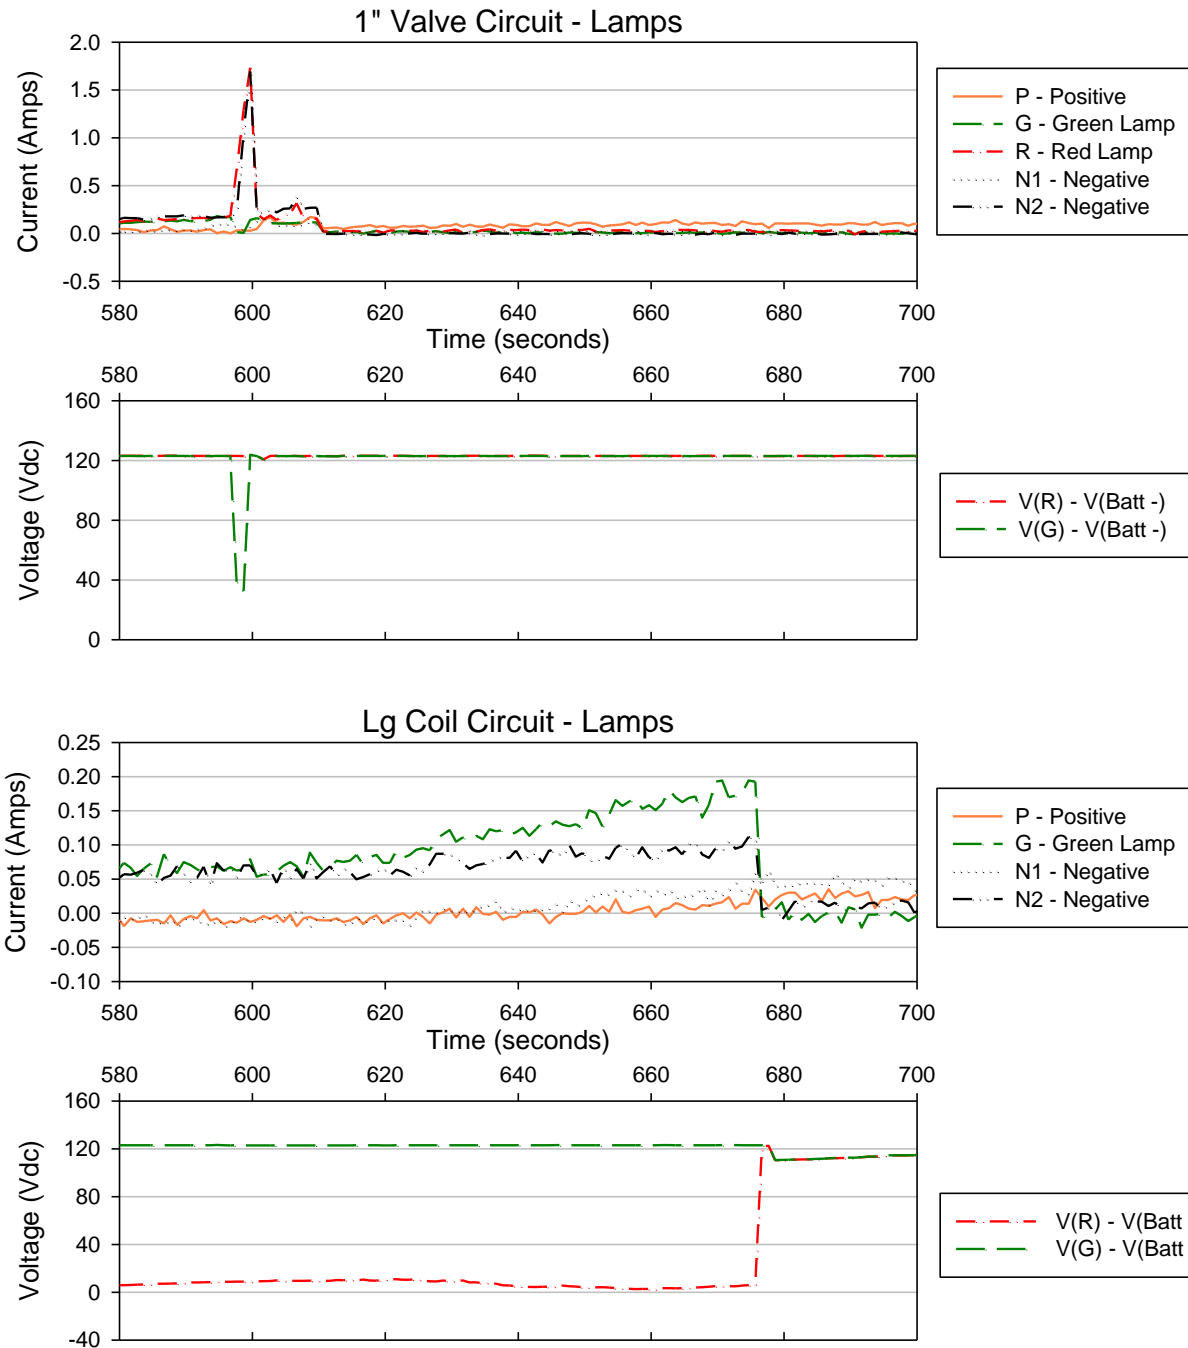 1" Valve Circuit - Lamps
2.0
1.5
1.0
0.5
0.0
-0.5
Current (Amps)
580 600 620 640 660 680 700
Time (seconds)
P - Positive
G - Green Lamp
R - Red Lamp
N1 - Negative
N2 - Negative
580 600 620 640 660 680 700
160
120
80
40
0
Voltage (Vdc)
V(R) - V(Batt -)
V(G) - V(Batt -)
Lg Coil Circuit - Lamps
0.25
0.20
0.15
0.10
0.05
0.00
-0.05
-0.10
Current (Amps)
580 600 620 640 660 680 700
Time (seconds)
P - Positive
G - Green Lamp
N1 - Negative
N2 - Negative
580 600 620 640 660 680 700
160
120
80
40
0
-40
Voltage (Vdc)
V(R) - V(Batt
V(G) - V(Batt